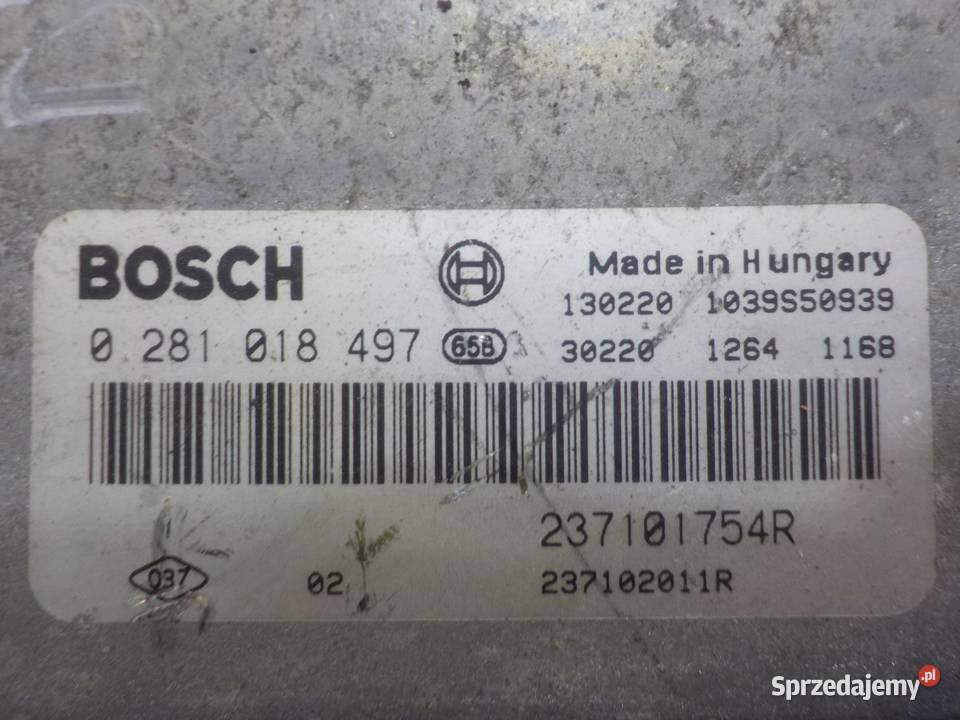 BOSCH
Made in Hungary
130220 1039S50939
0 281 018 497 65B
30220 1264 1168
237101754R
037 02 237102011R
Sprzedajemy.pl